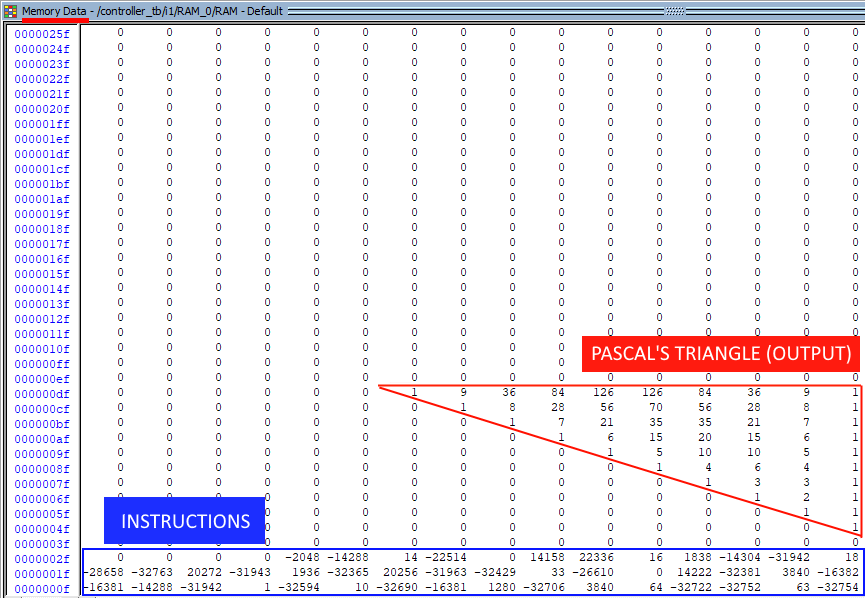 Memory Data - /controller_tb/i1/RAM_0/RAM - Default
0000025f 0 0 0 0 0 0 0 0 0 0 0 0 0 0 0 0
0000024f 0 0 0 0 0 0 0 0 0 0 0 0 0 0 0 0
0000023f 0 0 0 0 0 0 0 0 0 0 0 0 0 0 0 0
0000022f 0 0 0 0 0 0 0 0 0 0 0 0 0 0 0 0
0000021f 0 0 0 0 0 0 0 0 0 0 0 0 0 0 0 0
0000020f 0 0 0 0 0 0 0 0 0 0 0 0 0 0 0 0
000001ff 0 0 0 0 0 0 0 0 0 0 0 0 0 0 0 0
000001ef 0 0 0 0 0 0 0 0 0 0 0 0 0 0 0 0
000001df 0 0 0 0 0 0 0 0 0 0 0 0 0 0 0 0
000001cf 0 0 0 0 0 0 0 0 0 0 0 0 0 0 0 0
000001bf 0 0 0 0 0 0 0 0 0 0 0 0 0 0 0 0
000001af 0 0 0 0 0 0 0 0 0 0 0 0 0 0 0 0
0000019f 0 0 0 0 0 0 0 0 0 0 0 0 0 0 0 0
0000018f 0 0 0 0 0 0 0 0 0 0 0 0 0 0 0 0
0000017f 0 0 0 0 0 0 0 0 0 0 0 0 0 0 0 0
0000016f 0 0 0 0 0 0 0 0 0 0 0 0 0 0 0 0
0000015f 0 0 0 0 0 0 0 0 0 0 0 0 0 0 0 0
0000014f 0 0 0 0 0 0 0 0 0 0 0 0 0 0 0 0
0000013f 0 0 0 0 0 0 0 0 0 0 0 0 0 0 0 0
0000012f 0 0 0 0 0 0 0 0 0 0 0 0 0 0 0 0
0000011f 0 0 0 0 0 0 0 0 0 0 0 0 0 0 0 0
0000010f 0 0 0 0 0 0 0 0 0 0
PASCAL'S TRIANGLE (OUTPUT)
000000ff 0 0 0 0 0 0 0 0 0 0
000000ef 0 0 0 0 0 0 0 0 0 0 0 0 0 0 0 0
000000df 0 0 0 0 0 0 1 9 36 84 126 126 84 36 9 1
000000cf 0 0 0 0 0 0 0 1 8 28 56 70 56 28 8 1
000000bf 0 0 0 0 0 0 0 0 1 7 21 35 35 21 7 1
000000af 0 0 0 0 0 0 0 0 0 1 6 15 20 15 6 1
0000009f 0 0 0 0 0 0 0 0 0 0 1 5 10 10 5 1
0000008f 0 0 0 0 0 0 0 0 0 0 0 1 4 6 4 1
0000007f 0 0 0 0 0 0 0 0 0 0 0 0 1 3 3 1
0000006f 0 0 0 0 0 0 0 0 0 0 0 0 0 1 2 1
0000005f 0 0 0 0 0 0 0 0 0 0 0 1 1
INSTRUCTIONS
0000004f 0 0 0 0 0 0 0 0 0 0 0 0 0
0000003f 0 0 0 0 0 0 0 0 0 0 0 0 0 0 0 0
0000002f 0 0 0 0 -2048 -14288 14 -22514 0 14158 22336 16 1838 -14304 -31942 18
0000001f -28658 -32763 20272 -31943 1936 -32365 20256 -31963 -32429 33 -26610 0 14222 -32381 3840 -16382
0000000f -16381 -14288 -31942 1 -32594 10 -32690 -16381 1280 -32706 3840 64 -32722 -32752 63 -32754